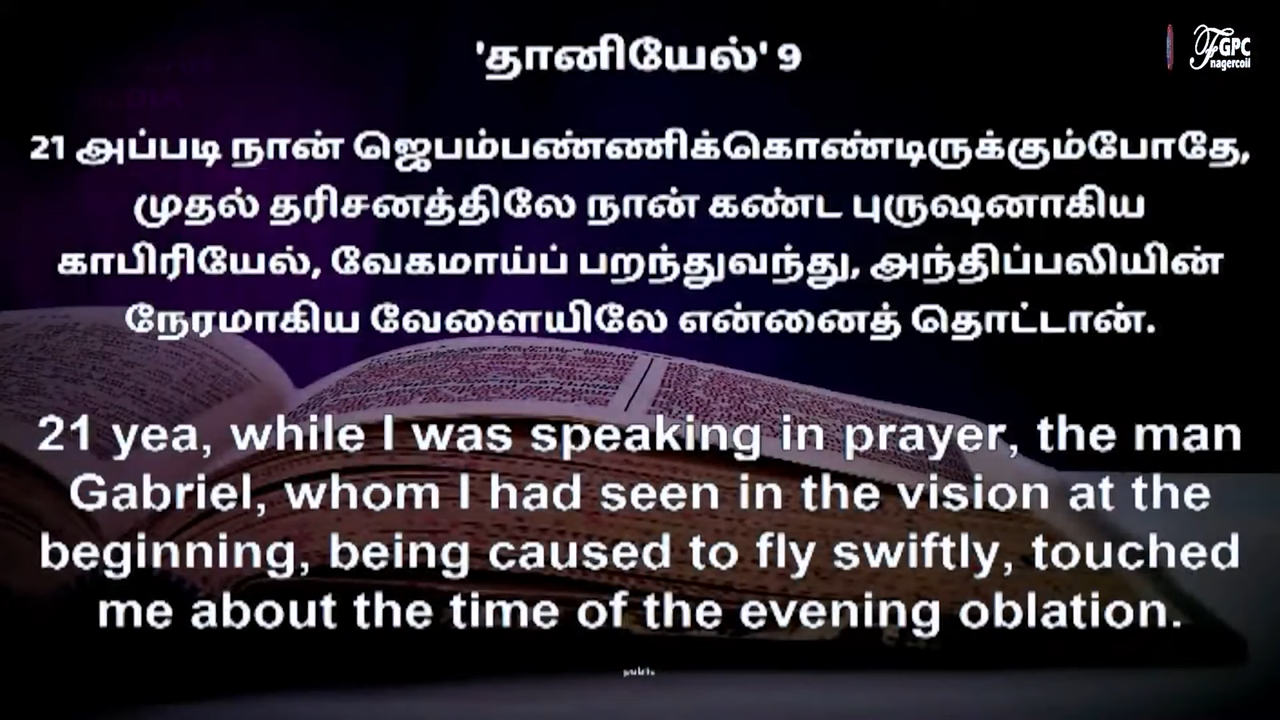 'தானியேல்' 9
FGPC
nagercoil
21 அப்படி நான் ஜெபம்பண்ணிக்கொண்டிருக்கும்போதே,
முதல் தரிசனத்திலே நான் கண்ட புருஷனாகிய
காபிரியேல், வேகமாய்ப் பறந்துவந்து, அந்திப்பலியின்
நேரமாகிய வேளையிலே என்னைத் தொட்டான்.
21 yea, while I was speaking in prayer, the man
Gabriel, whom I had seen in the vision at the
beginning, being caused to fly swiftly, touched
me about the time of the evening oblation.